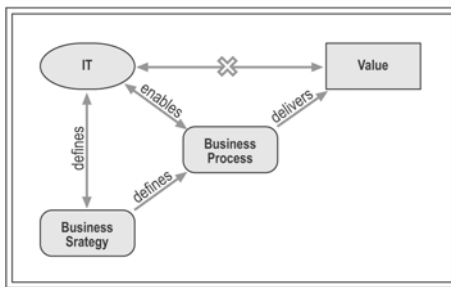 IT
Value
enables
delivers
defines
Business
Process
defines
Business
Srategy